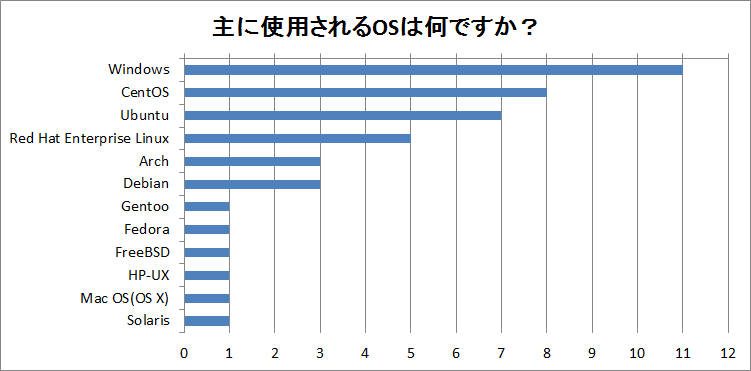 主に使用されるOSは何ですか？
Windows
CentOS
Ubuntu
Red Hat Enterprise Linux
Arch
Debian
Gentoo
Fedora
FreeBSD
HP-UX
Mac OS(OS X)
Solaris
0 1 2 3 4 5 6 7 8 9 10 11 12